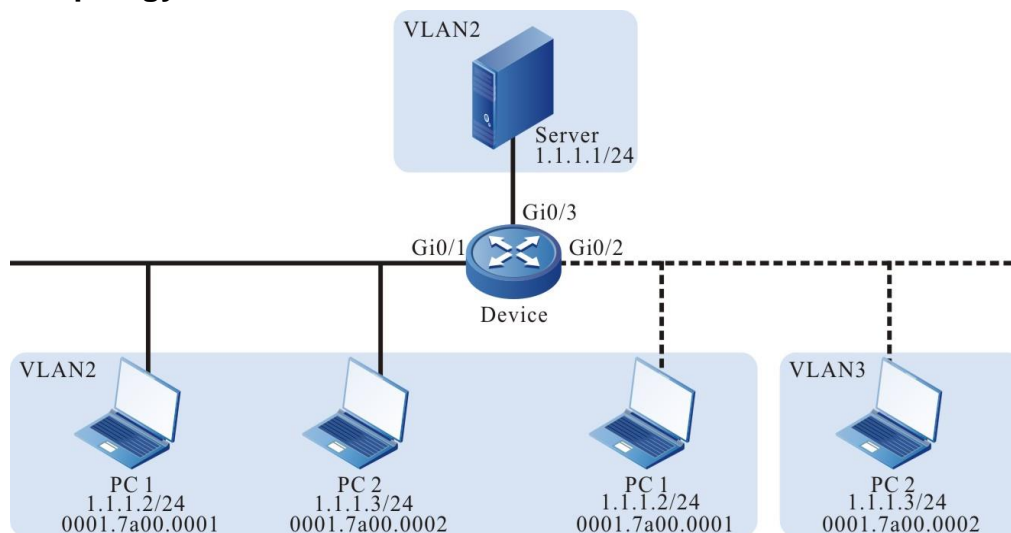 VLAN2
Server
1.1.1.1/24
Gi0/3
Gi0/1
Gi0/2
Device
VLAN2
VLAN3
PC 1
1.1.1.2/24
0001.7a00.0001
PC 2
1.1.1.3/24
0001.7a00.0002
PC 1
1.1.1.2/24
0001.7a00.0001
PC 2
1.1.1.3/24
0001.7a00.0002